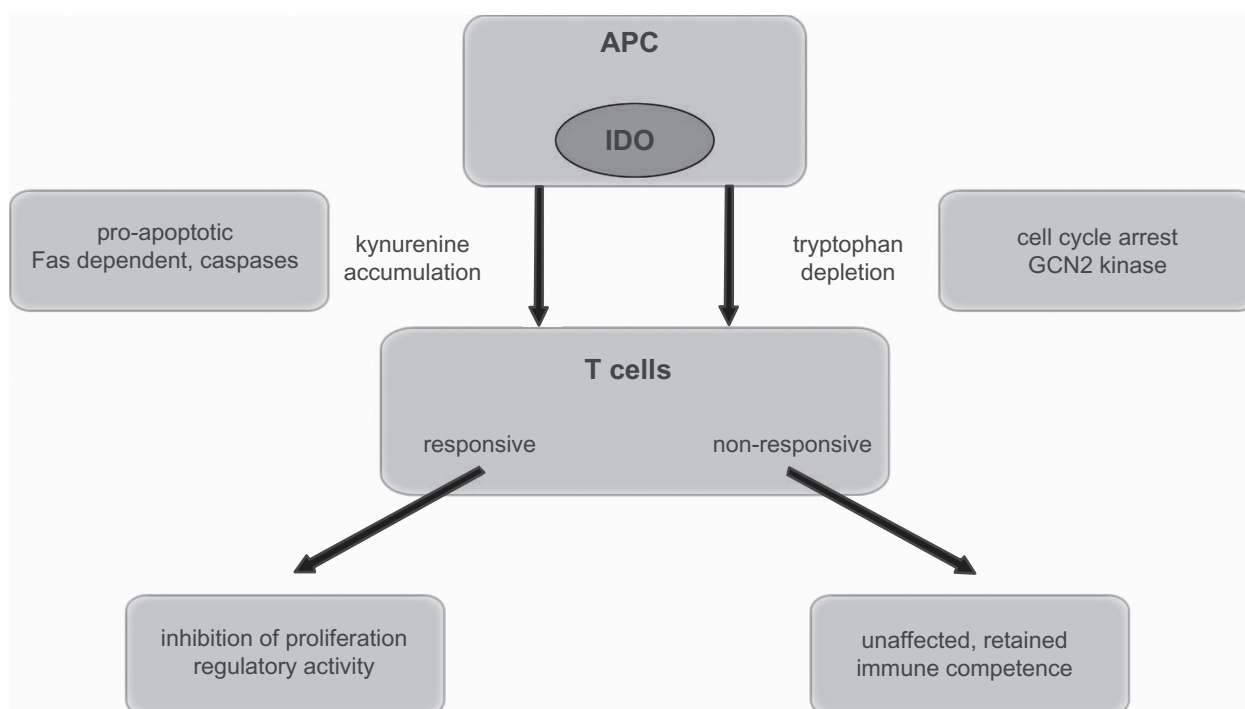 APC
IDO
pro-apoptotic
Fas dependent, caspases
kynurenine
accumulation
tryptophan
depletion
cell cycle arrest
GCN2 kinase
T cells
responsive
non-responsive
inhibition of proliferation
regulatory activity
unaffected, retained
immune competence